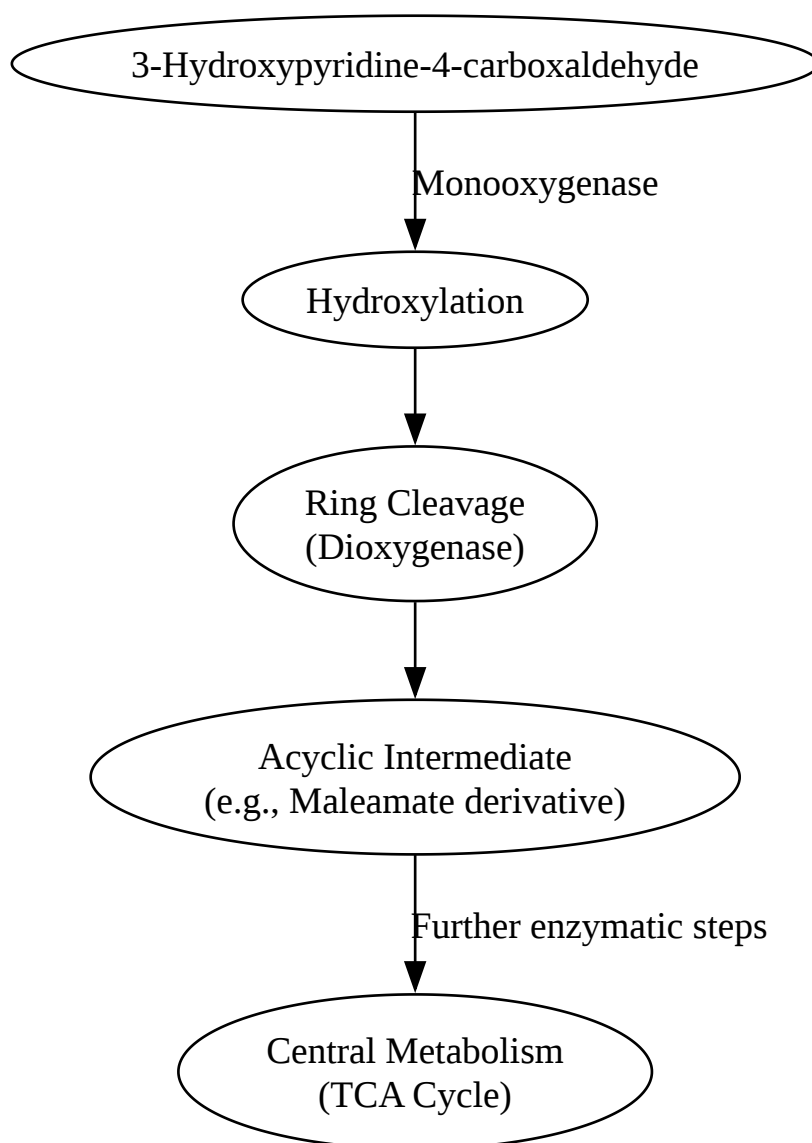 3-Hydroxypyridine-4-carboxaldehyde
Monooxygenase
Hydroxylation
Ring Cleavage
(Dioxygenase)
Acyclic Intermediate
(e.g., Maleamate derivative)
Further enzymatic steps
Central Metabolism
(TCA Cycle)